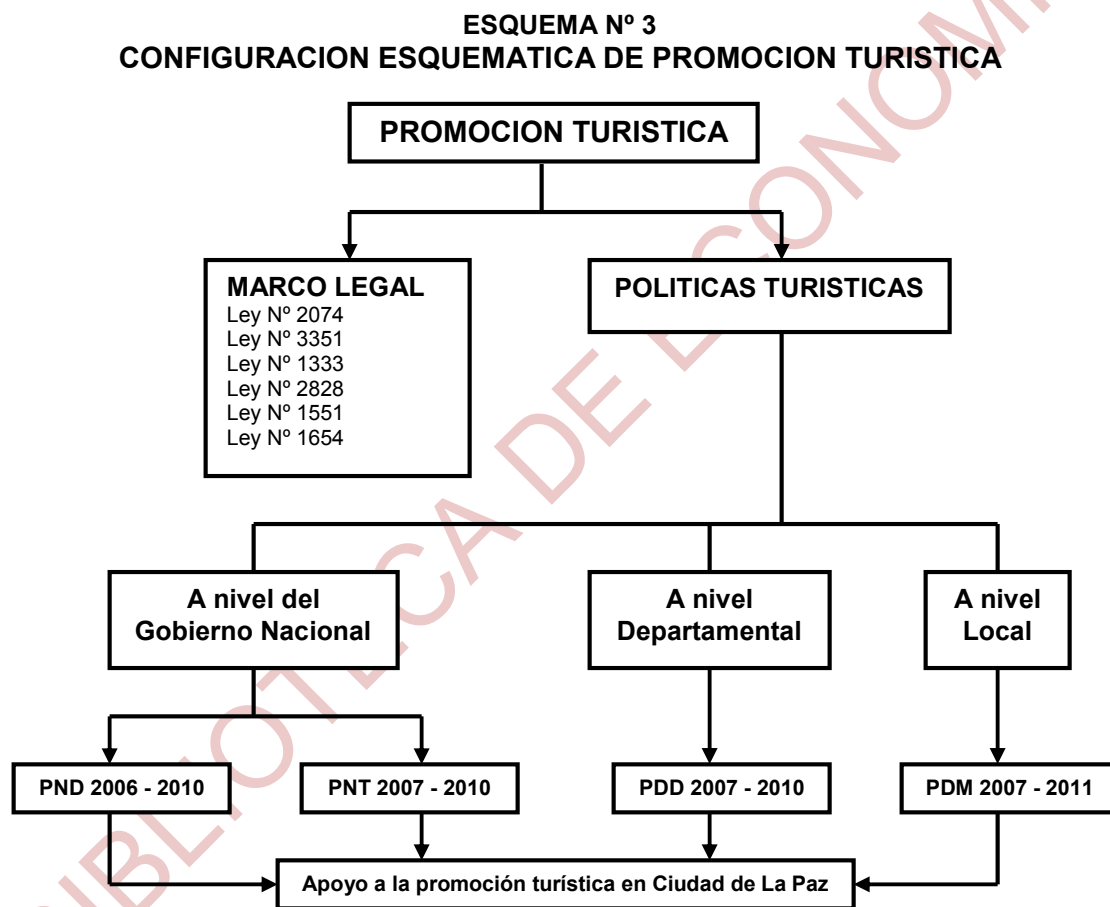 ESQUEMA Nº 3
CONFIGURACION ESQUEMATICA DE PROMOCION TURISTICA
PROMOCION TURISTICA
MARCO LEGAL
Ley Nº 2074
Ley Nº 3351
Ley Nº 1333
Ley Nº 2828
Ley Nº 1551
Ley Nº 1654
POLITICAS TURISTICAS
A nivel del
Gobierno Nacional
A nivel
Departamental
A nivel
Local
PND 2006 - 2010
PNT 2007 - 2010
PDD 2007 - 2010
PDM 2007 - 2011
Apoyo a la promoción turística en Ciudad de La Paz
BIBLIOTECA DE ECONOM